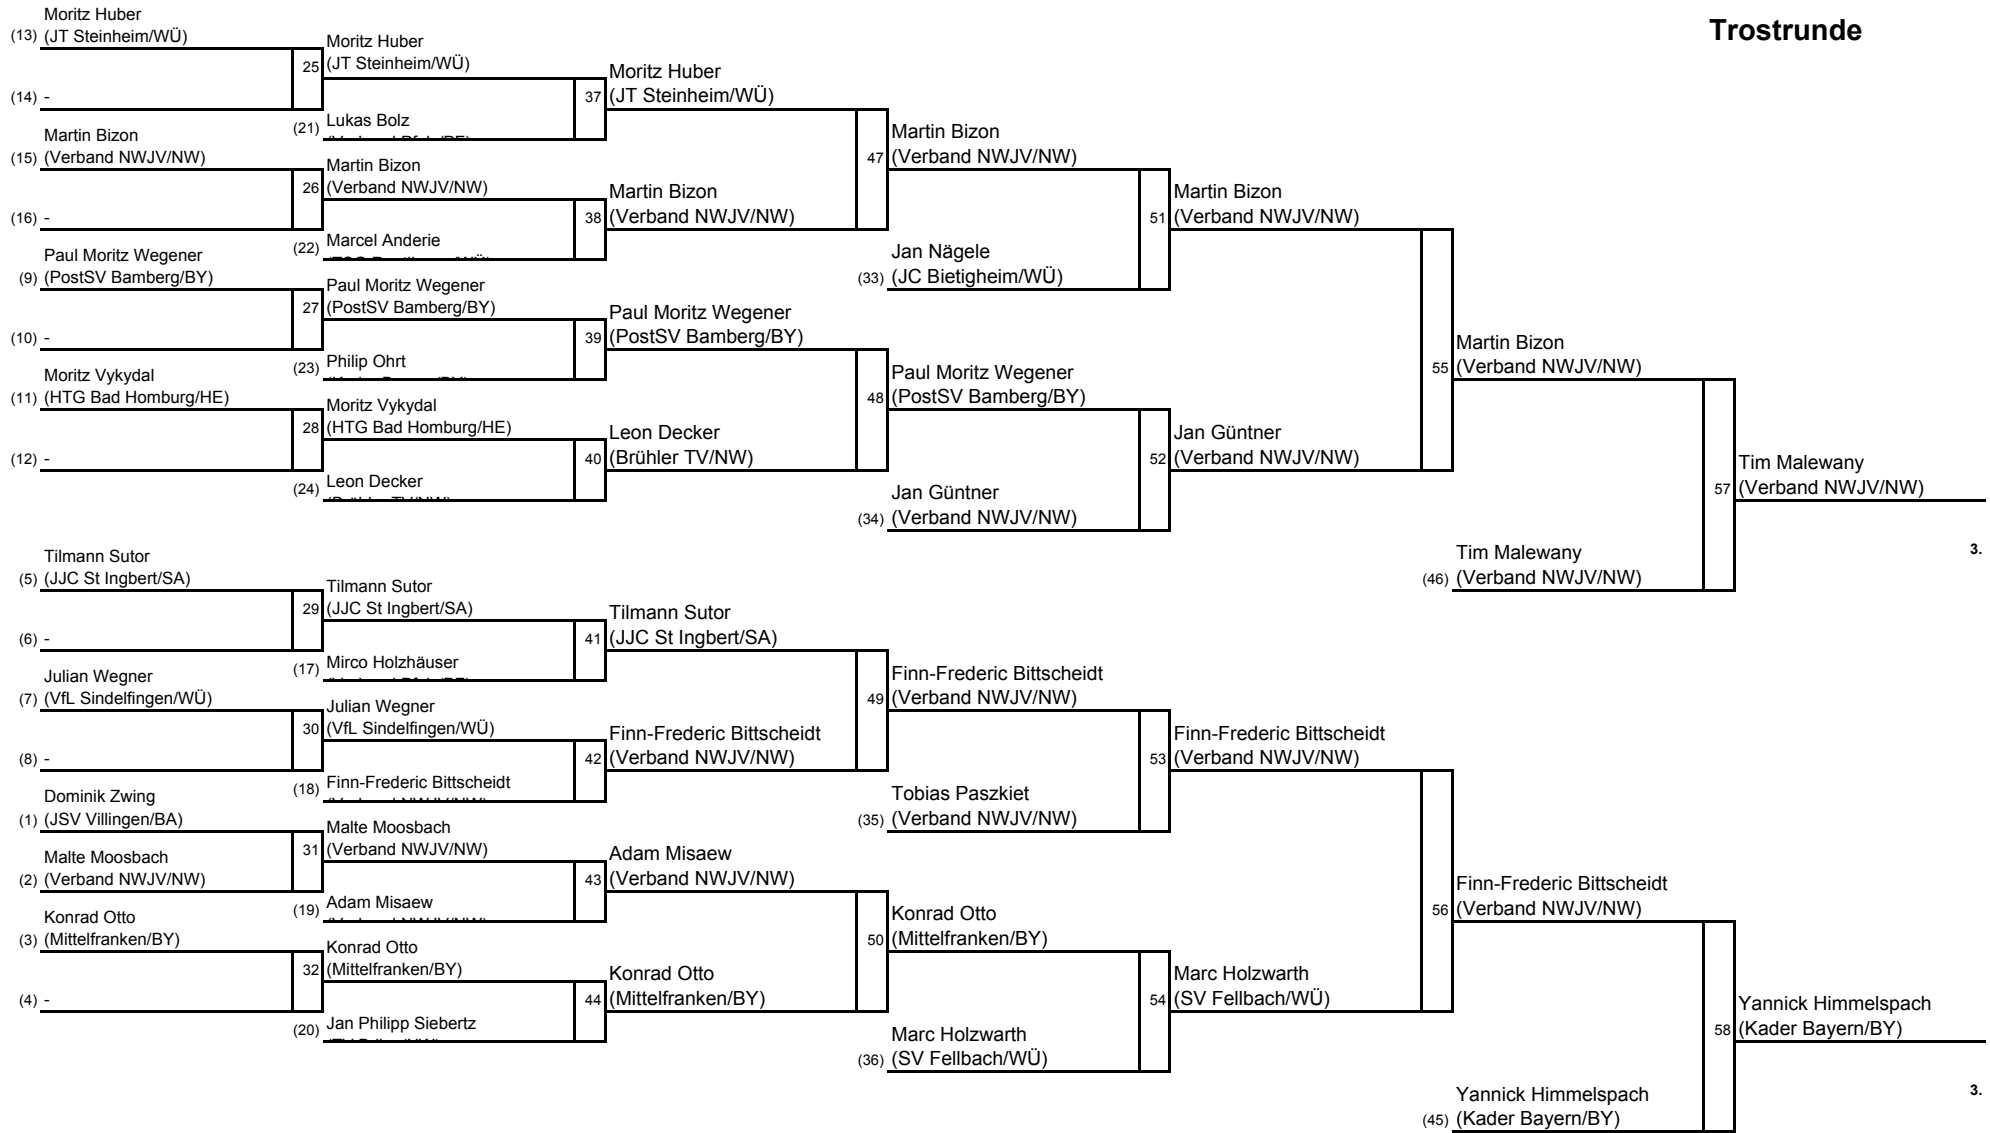 Trostrunde
Moritz Huber
(13) (JT Steinheim/WÜ)
(14) -
Martin Bizon
(15) (Verband NWJV/NW)
(16) -
Paul Moritz Wegener
(9) (PostSV Bamberg/BY)
(10) -
Moritz Vykydal
(11) (HTG Bad Homburg/HE)
(12) -
Tilmann Sutor
(5) (JJC St Ingbert/SA)
(6) -
Julian Wegner
(7) (VfL Sindelfingen/WÜ)
(8) -
Dominik Zwing
(1) (JSV Villingen/BA)
Malte Moosbach
(2) (Verband NWJV/NW)
Konrad Otto
(3) (Mittelfranken/BY)
(4) -
Moritz Huber
25 (JT Steinheim/WÜ)
(21) Lukas Bolz
Martin Bizon
26 (Verband NWJV/NW)
(22) Marcel Anderie
Paul Moritz Wegener
27 (PostSV Bamberg/BY)
(23) Philip Ohrt
Moritz Vykydal
28 (HTG Bad Homburg/HE)
(24) Leon Decker
Tilmann Sutor
29 (JJC St Ingbert/SA)
(17) Mirco Holzhäuser
Julian Wegner
30 (VfL Sindelfingen/WÜ)
(18) Finn-Frederic Bittscheidt
Malte Moosbach
31 (Verband NWJV/NW)
(19) Adam Misaew
Konrad Otto
32 (Mittelfranken/BY)
(20) Jan Philipp Siebertz
Moritz Huber
37 (JT Steinheim/WÜ)
Martin Bizon
38 (Verband NWJV/NW)
Paul Moritz Wegener
39 (PostSV Bamberg/BY)
Leon Decker
40 (Brühler TV/NW)
Tilmann Sutor
41 (JJC St Ingbert/SA)
Finn-Frederic Bittscheidt
42 (Verband NWJV/NW)
Adam Misaew
43 (Verband NWJV/NW)
Konrad Otto
44 (Mittelfranken/BY)
Martin Bizon
47 (Verband NWJV/NW)
Jan Nägele
(33) (JC Bietigheim/WÜ)
Paul Moritz Wegener
48 (PostSV Bamberg/BY)
Jan Güntner
(34) (Verband NWJV/NW)
Finn-Frederic Bittscheidt
49 (Verband NWJV/NW)
Tobias Paszkiet
(35) (Verband NWJV/NW)
Konrad Otto
50 (Mittelfranken/BY)
Marc Holzwarth
(36) (SV Fellbach/WÜ)
Martin Bizon
51 (Verband NWJV/NW)
Jan Güntner
52 (Verband NWJV/NW)
Finn-Frederic Bittscheidt
53 (Verband NWJV/NW)
Marc Holzwarth
54 (SV Fellbach/WÜ)
Martin Bizon
55 (Verband NWJV/NW)
Tim Malewany
(46) (Verband NWJV/NW)
Finn-Frederic Bittscheidt
56 (Verband NWJV/NW)
Yannick Himmelspach
(45) (Kader Bayern/BY)
Tim Malewany
57 (Verband NWJV/NW)
3.
Yannick Himmelspach
58 (Kader Bayern/BY)
3.